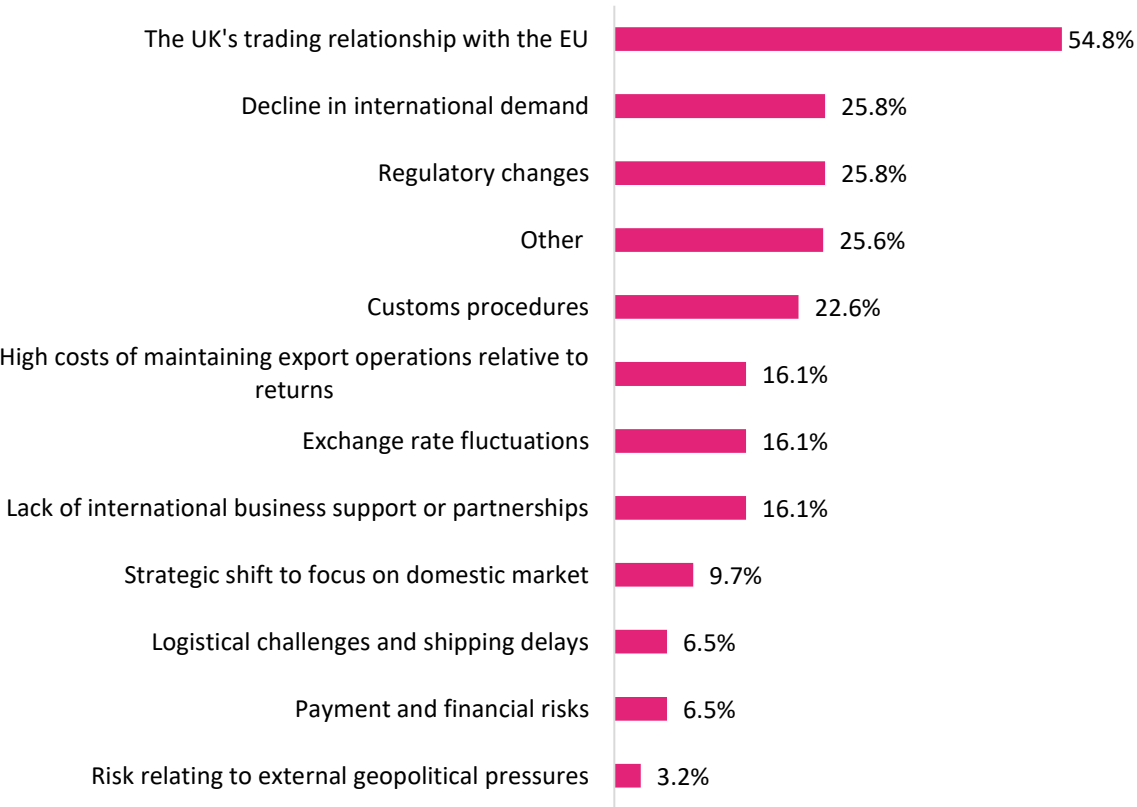 The UK's trading relationship with the EU 54.8%
Decline in international demand 25.8%
Regulatory changes 25.8%
Other 25.6%
Customs procedures 22.6%
High costs of maintaining export operations relative to
returns 16.1%
Exchange rate fluctuations 16.1%
Lack of international business support or partnerships 16.1%
Strategic shift to focus on domestic market 9.7%
Logistical challenges and shipping delays 6.5%
Payment and financial risks 6.5%
Risk relating to external geopolitical pressures 3.2%